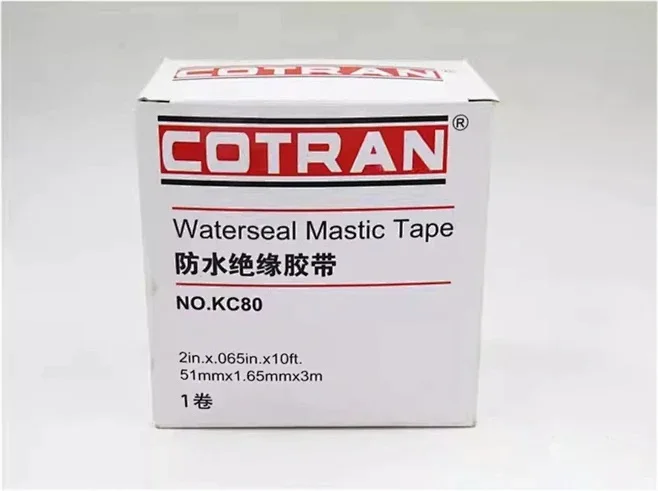 COTRAN
COTRAN®
Waterseal Mastic Tape
防水绝缘胶带
NO.KC80
2in.x.065in.x10ft.
51mmx1.65mmx3m
1卷